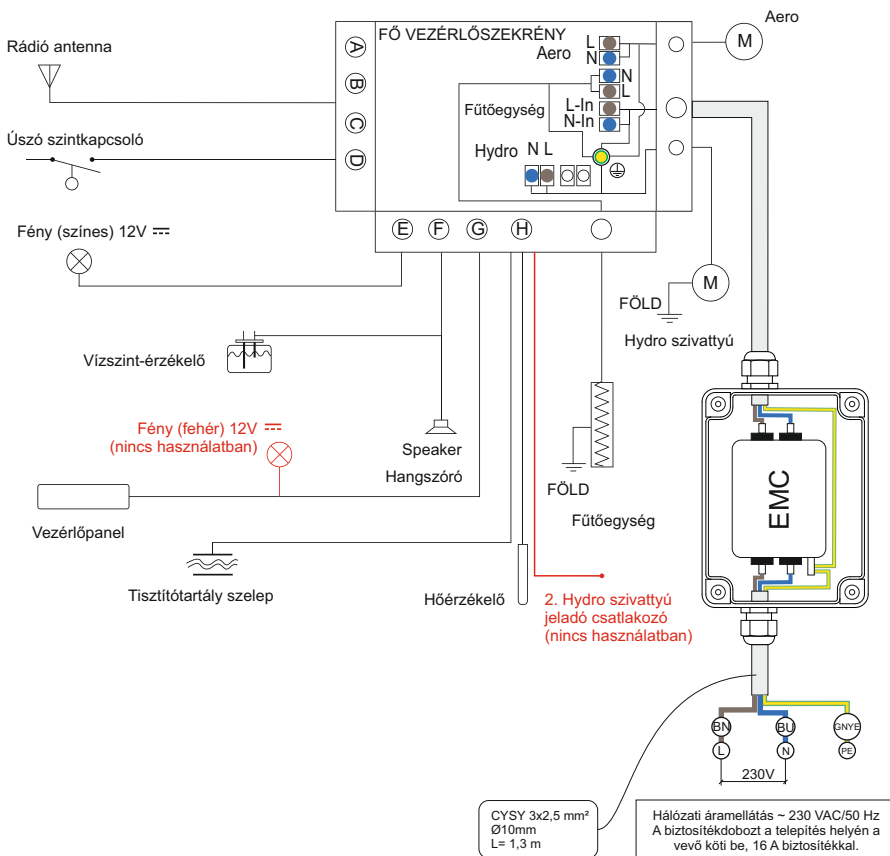 Aero
M
FŐ VEZÉRLŐSZEKRÉNY
L
Aero
N
N
L
Fűtőegység
L-In
N-In
Hydro N L
A
B
C
D
Rádió antenna
Úszó szintkapcsoló
E
F
G
H
Fény (színes) 12V
M
FÖLD
Hydro szivattyú
Vízszint-érzékelő
Fény (fehér) 12V
(nincs használatban)
Speaker
Hangszóró
FÖLD
Fűtőegység
EMC
Vezérlőpanel
Tisztítótartály szelep
Hőérzékelő
2. Hydro szivattyú
jeladó csatlakozó
(nincs használatban)
BN
BU
GNYE
L
N
PE
230V
CYSY 3x2,5 mm²
Ø10mm
L= 1,3 m
Hálózati áramellátás ~ 230 VAC/50 Hz
A biztosítékdobozt a telepítés helyén a
vevő köti be, 16 A biztosítékkal.